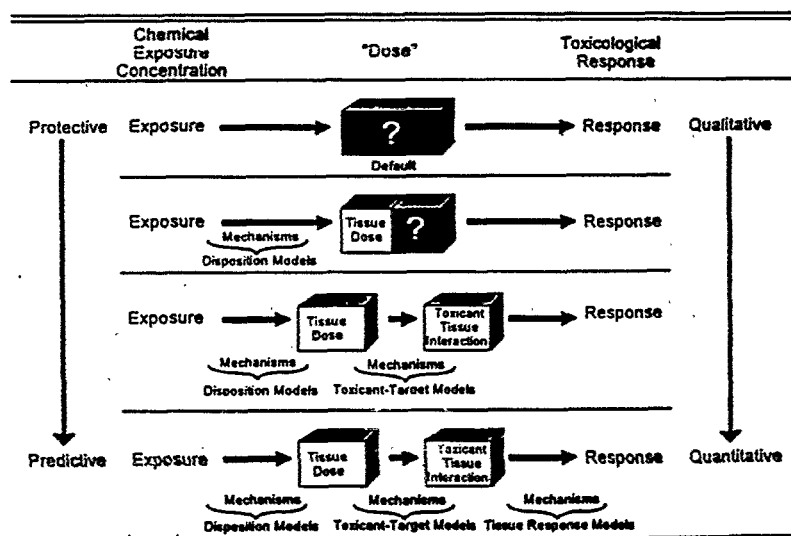 Chemical
Exposure
Concentration
"Dose"
Toxicological
Response
Protective
Exposure
?
Default
Response
Qualitative
Exposure
Mechanisms
Disposition Models
Tissue
Dose
?
Response
Exposure
Mechanisms
Disposition Models
Tissue
Dose
Mechanisms
Toxicant-Target Models
Toxicant
Tissue
Interaction
Response
Predictive
Exposure
Mechanisms
Disposition Models
Tissue
Dose
Mechanisms
Toxicant-Target Models
Toxicant
Tissue
Interaction
Mechanisms
Tissue Response Models
Response
Quantitative